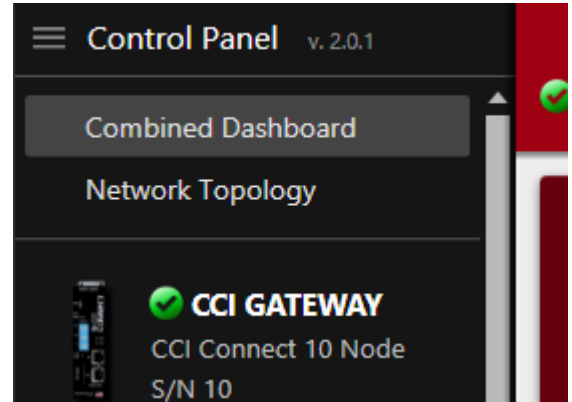 Control Panel v. 2.0.1
Combined Dashboard
Network Topology
CCI GATEWAY
CCI Connect 10 Node
S/N 10